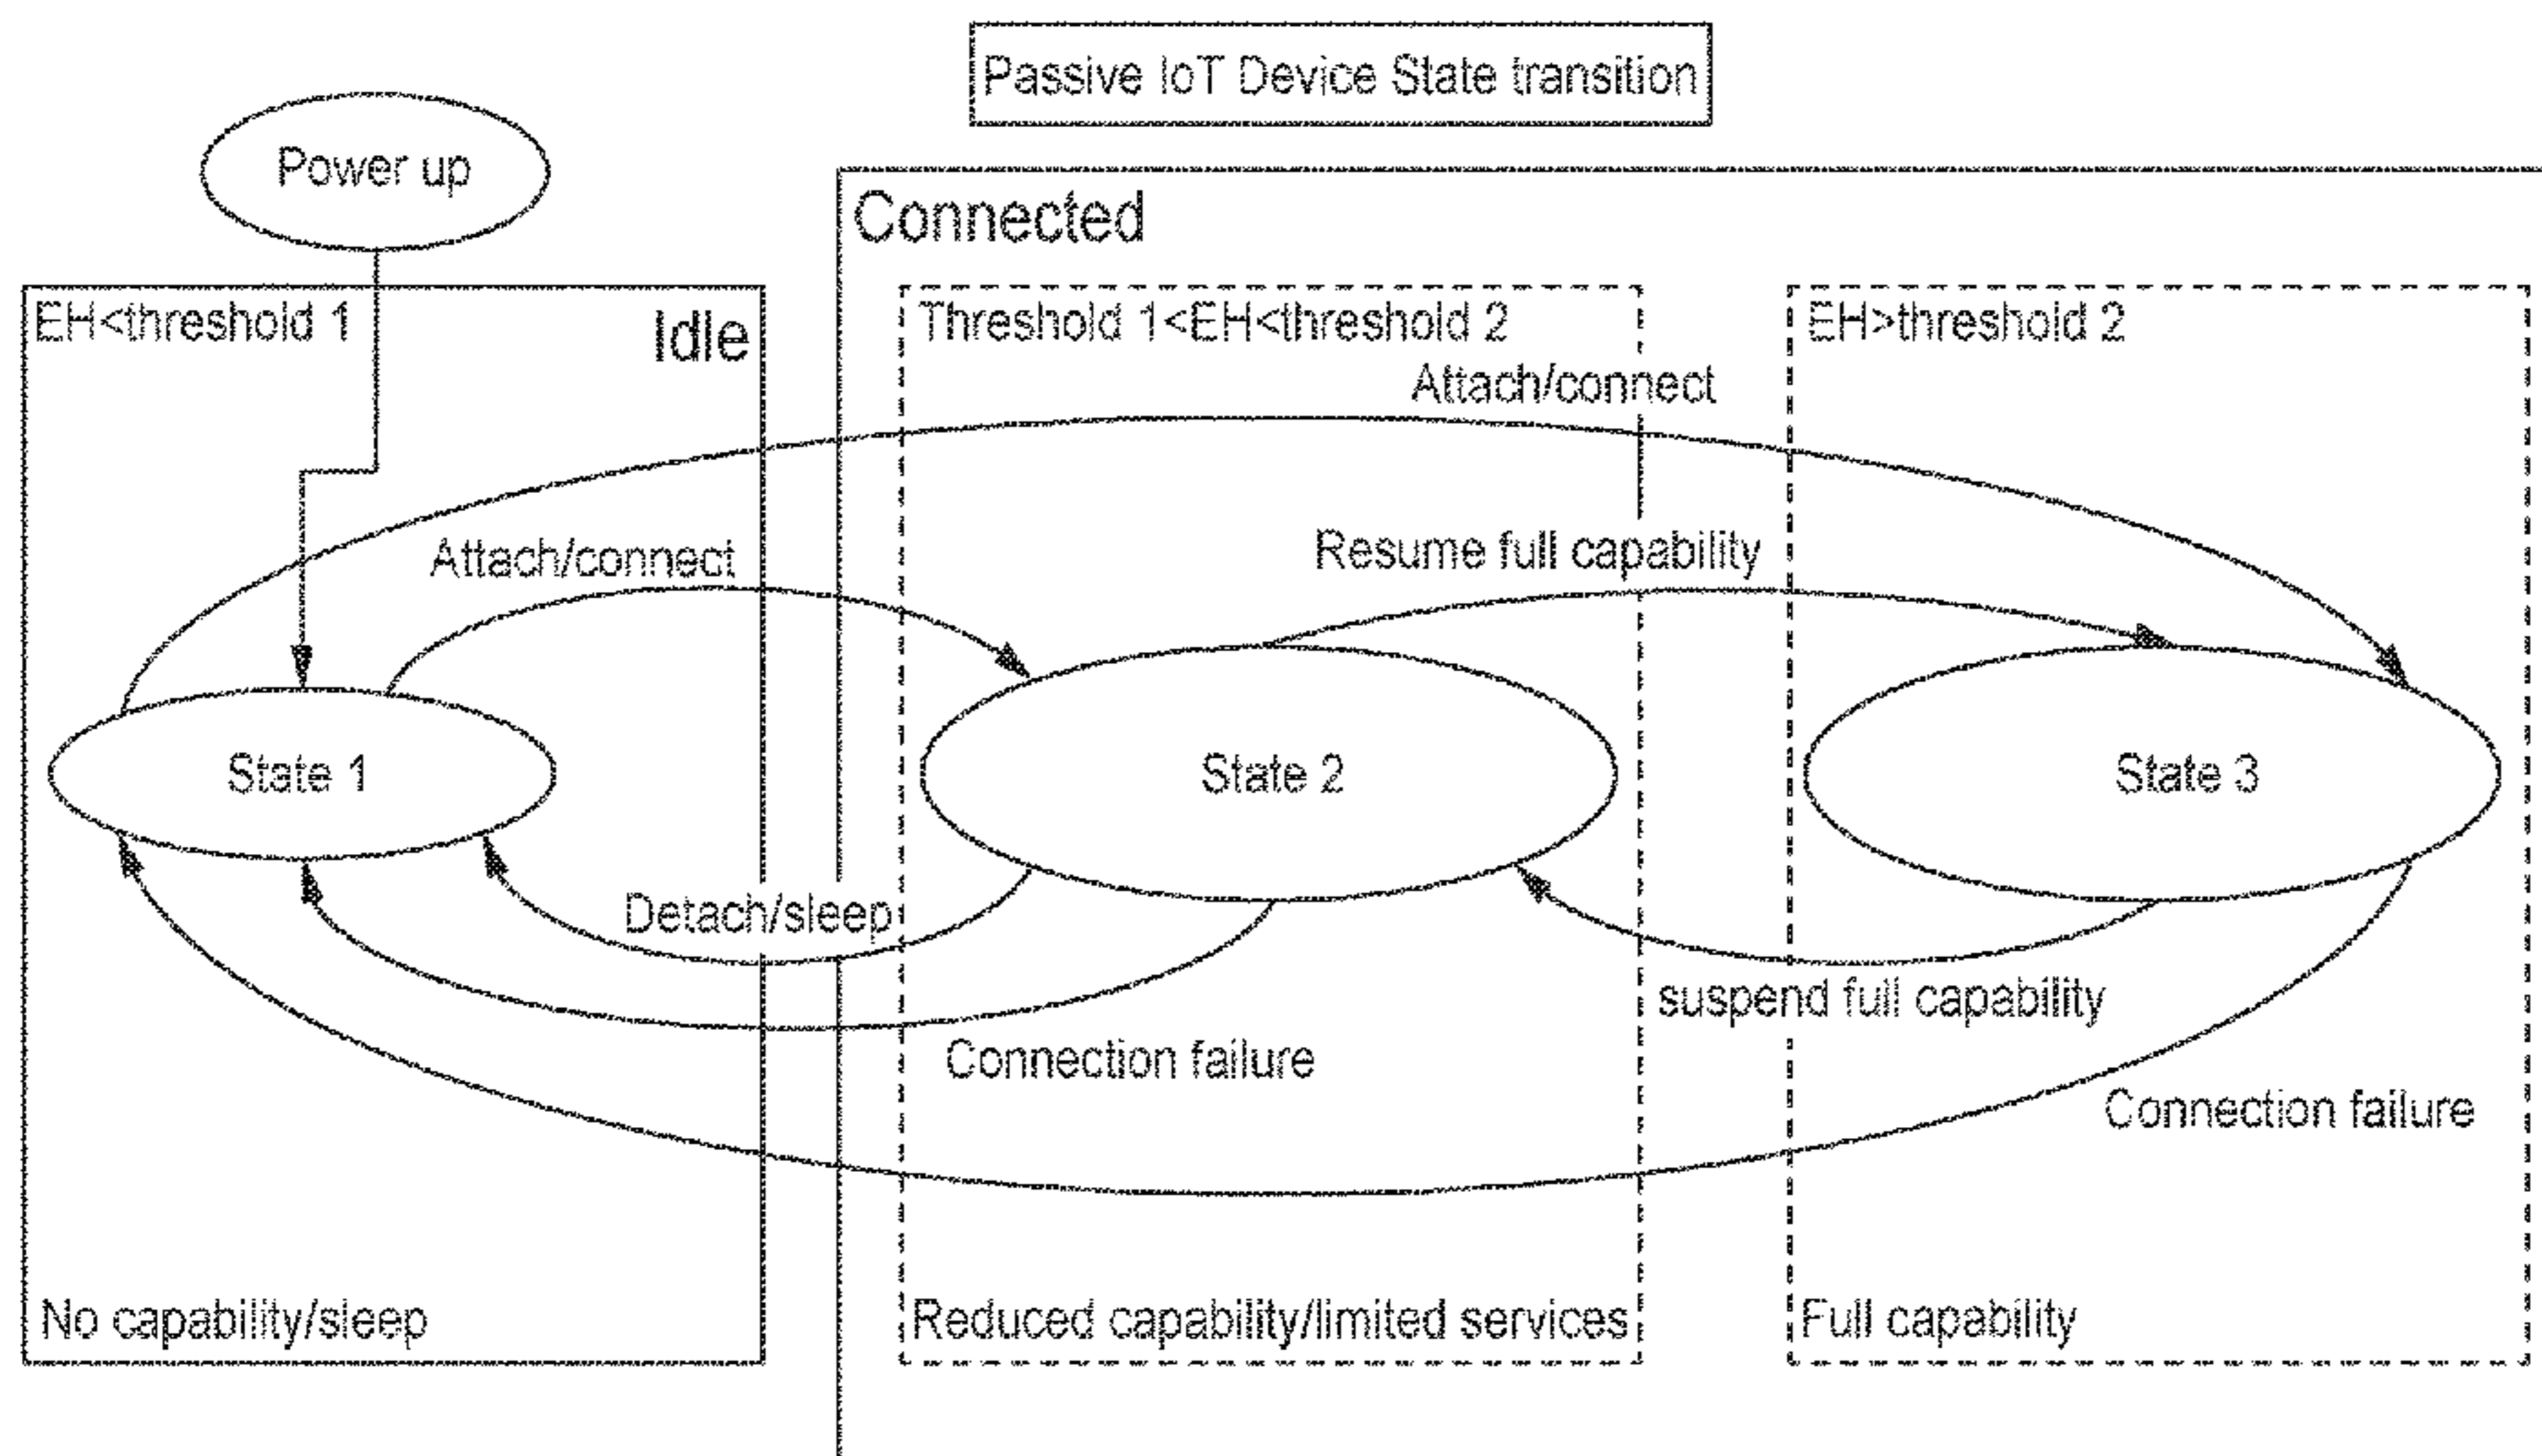 Passive IoT Device State transition
Power up
Connected
EH<threshold 1
Idle
Threshold 1<EH<threshold 2
EH>threshold 2
Attach/connect
Attach/connect
Resume full capability
State 1
State 2
State 3
Detach/sleep
suspend full capability
Connection failure
Connection failure
No capability/sleep
Reduced capability/limited services
Full capability